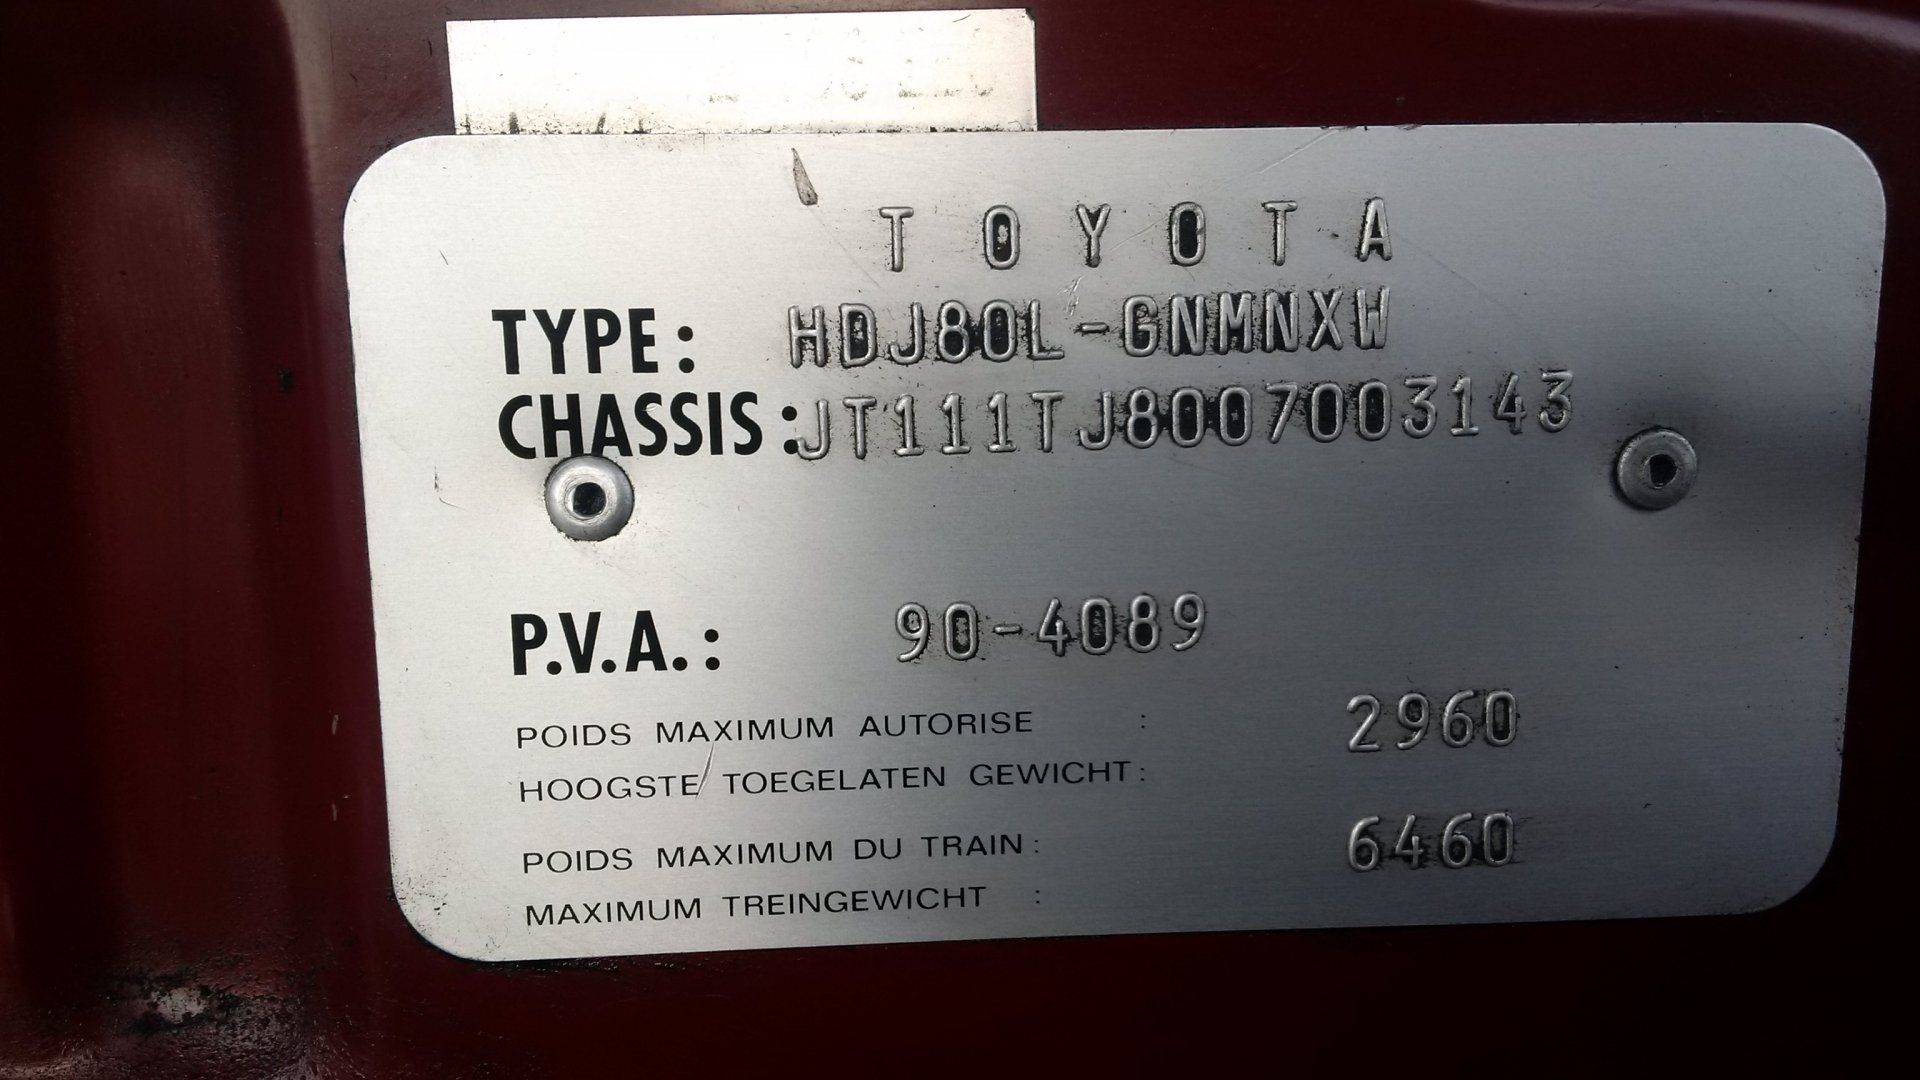 TOYOTA
TYPE: HDJ80L-GNMNXW
CHASSIS: JT111TJ8007003143
P.V.A.: 90-4089
POIDS MAXIMUM AUTORISE : 2960
HOOGSTE TOEGELATEN GEWICHT:
POIDS MAXIMUM DU TRAIN: 6460
MAXIMUM TREINGEWICHT :